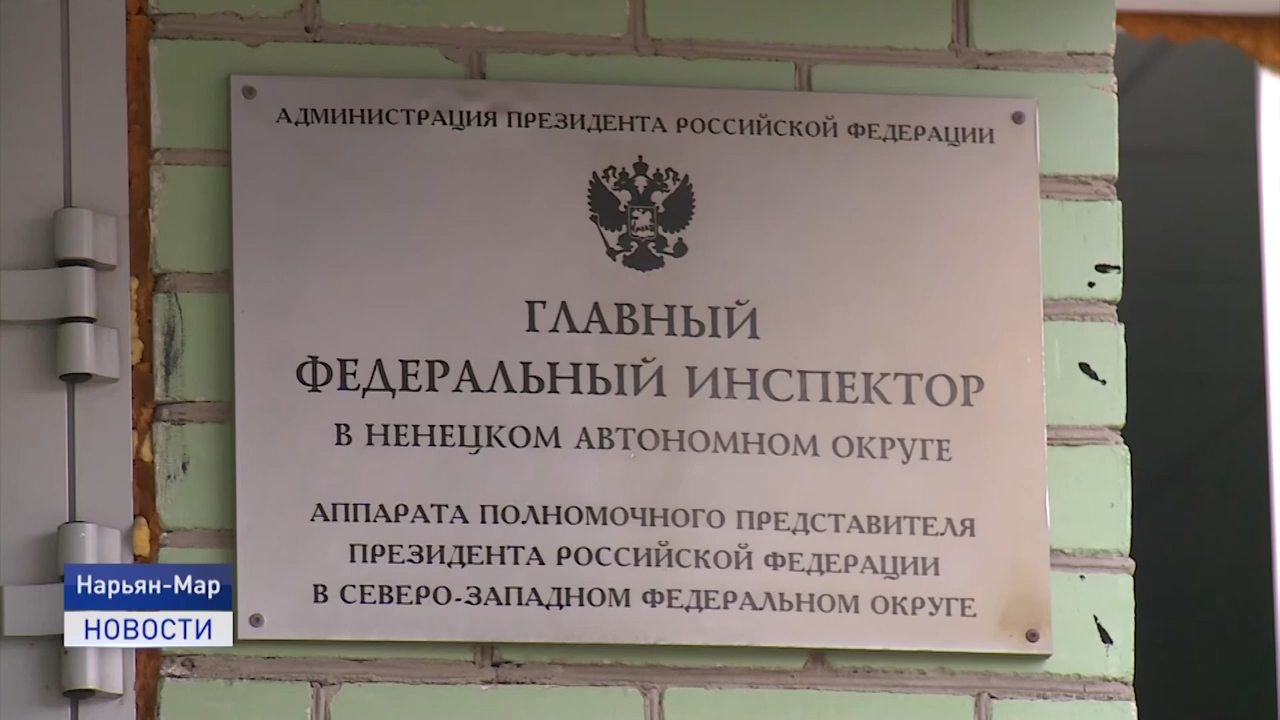 АДМИНИСТРАЦИЯ ПРЕЗИДЕНТА РОССИЙСКОЙ ФЕДЕРАЦИИ
ГЛАВНЫЙ
ФЕДЕРАЛЬНЫЙ ИНСПЕКТОР
В НЕНЕЦКОМ АВТОНОМНОМ ОКРУГЕ
АППАРАТА ПОЛНОМОЧНОГО ПРЕДСТАВИТЕЛЯ
ПРЕЗИДЕНТА РОССИЙСКОЙ ФЕДЕРАЦИИ
В СЕВЕРО-ЗАПАДНОМ ФЕДЕРАЛЬНОМ ОКРУГЕ
Нарьян-Мар
НОВОСТИ